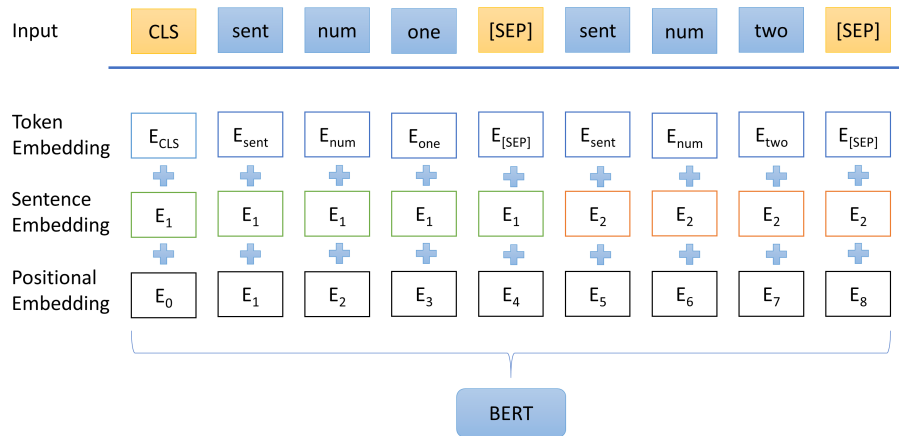 Input CLS sent num one [SEP] sent num two [SEP]
Token
Embedding
E_CLS E_sent E_num E_one E_[SEP] E_sent E_num E_two E_[SEP]
Sentence
Embedding
E_1 E_1 E_1 E_1 E_1 E_2 E_2 E_2 E_2
Positional
Embedding
E_0 E_1 E_2 E_3 E_4 E_5 E_6 E_7 E_8
BERT